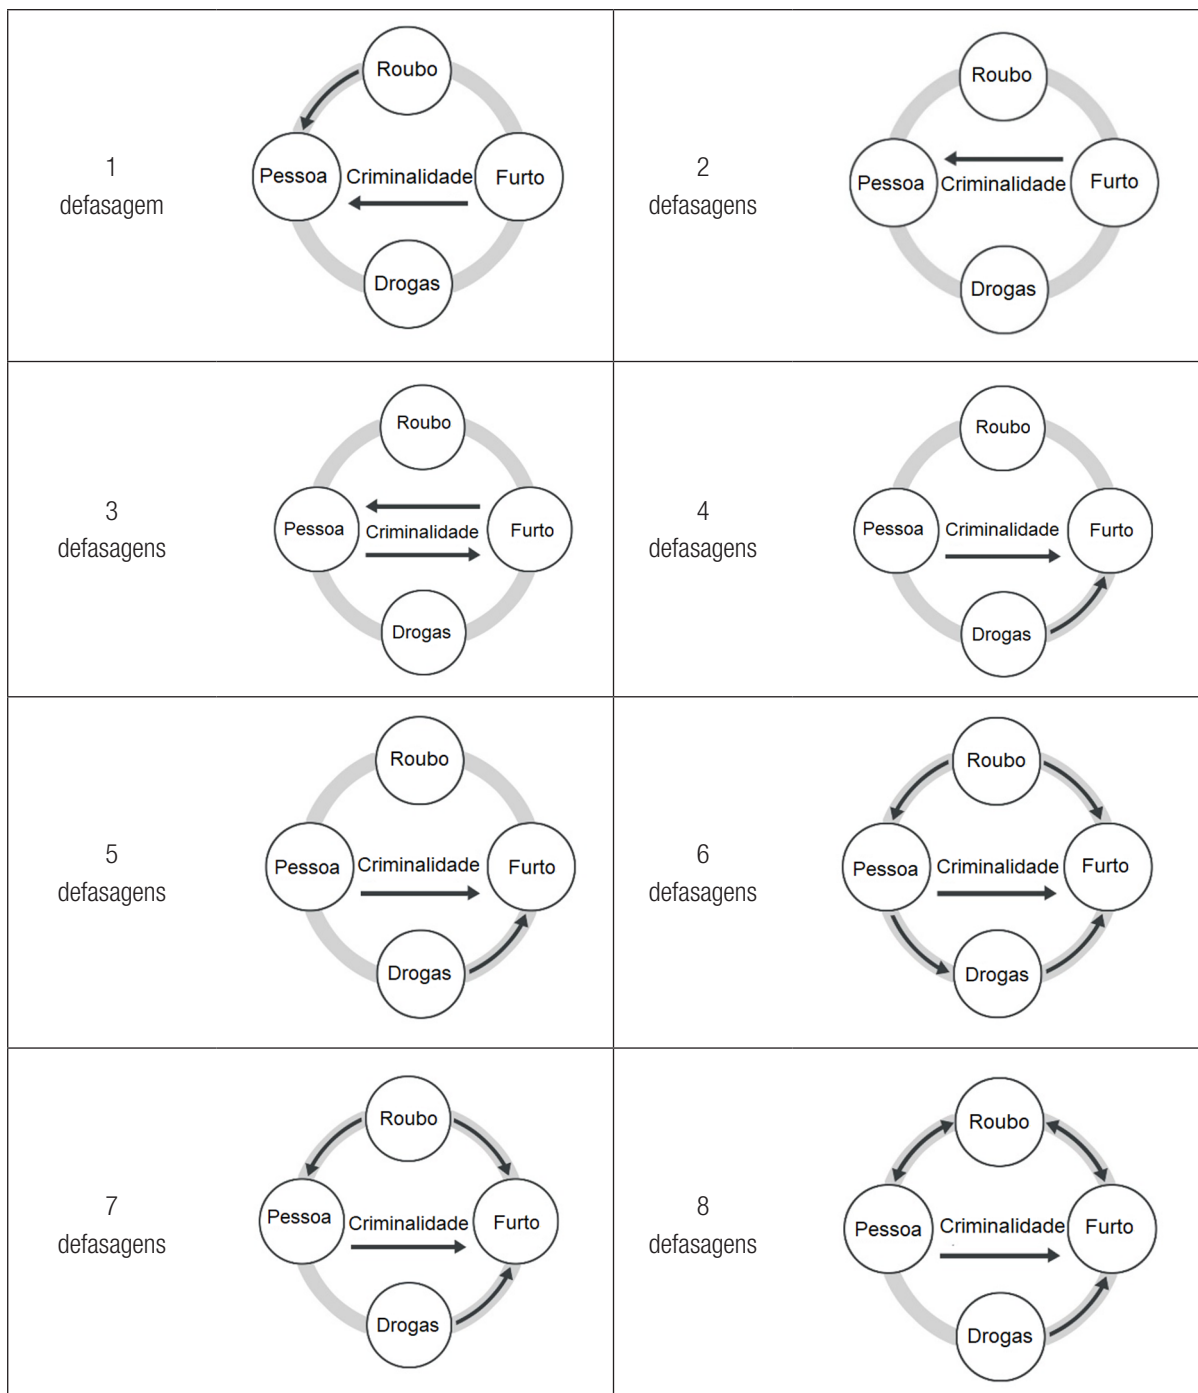 1
defasagem
Roubo
Pessoa
Criminalidade
Furto
Drogas
2
defasagens
Roubo
Pessoa
Criminalidade
Furto
Drogas
3
defasagens
Roubo
Pessoa
Criminalidade
Furto
Drogas
4
defasagens
Roubo
Pessoa
Criminalidade
Furto
Drogas
5
defasagens
Roubo
Pessoa
Criminalidade
Furto
Drogas
6
defasagens
Roubo
Pessoa
Criminalidade
Furto
Drogas
7
defasagens
Roubo
Pessoa
Criminalidade
Furto
Drogas
8
defasagens
Roubo
Pessoa
Criminalidade
Furto
Drogas